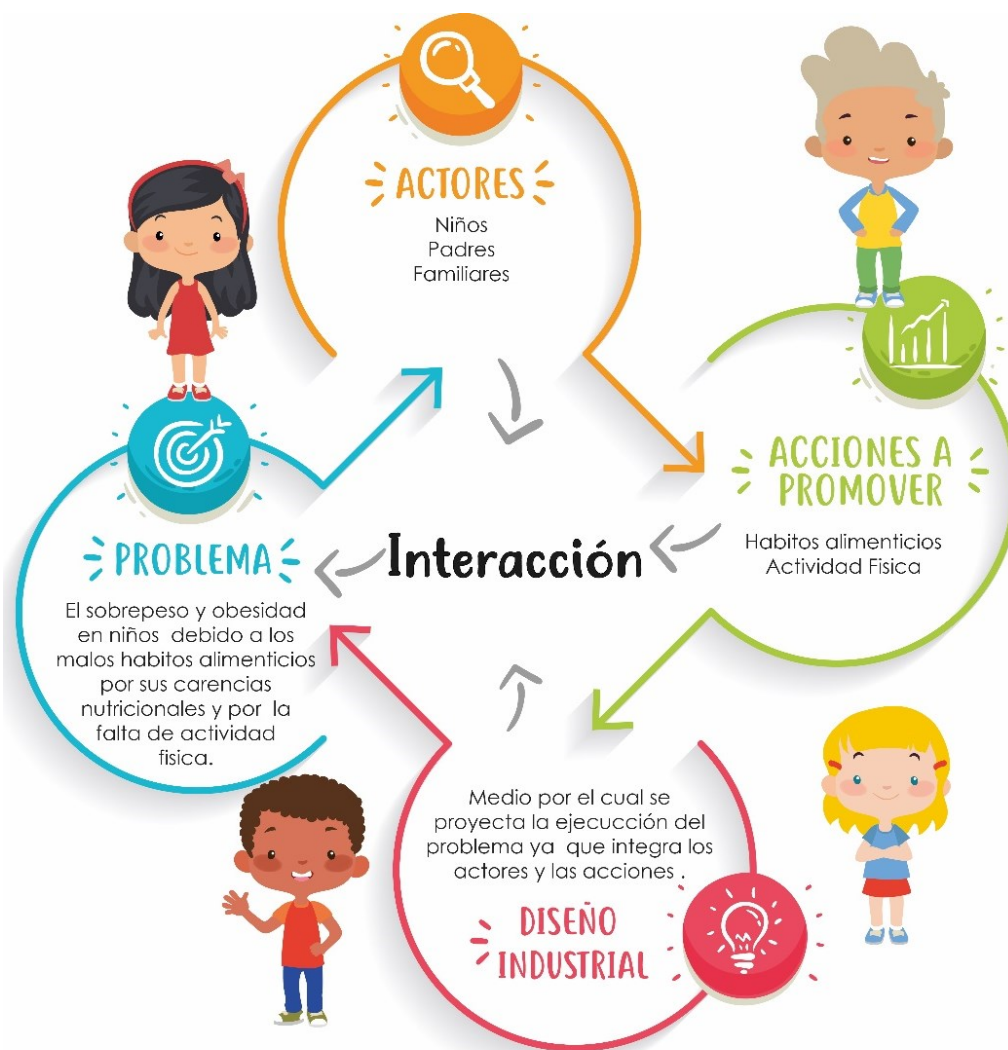 ACTORES
Niños
Padres
Familiares
ACCIONES A
PROMOVER
Habitos alimenticios
Actividad Fisica
Interacción
PROBLEMA
El sobrepeso y obesidad
en niños debido a los
malos habitos alimenticios
por sus carencias
nutricionales y por la
falta de actividad
fisica.
Medio por el cual se
proyecta la ejecucción del
problema ya que integra los
actores y las acciones .
DISEÑO
INDUSTRIAL